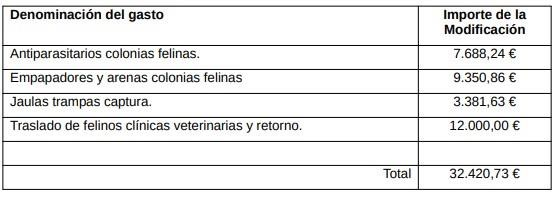 Denominación del gasto
Importe de la
Modificación
Antiparasitarios colonias felinas.
7.688,24 €
Empapadores y arenas colonias felinas
9.350,86 €
Jaulas trampas captura.
3.381,63 €
Traslado de felinos clínicas veterinarias y retorno.
12.000,00 €
Total
32.420,73 €